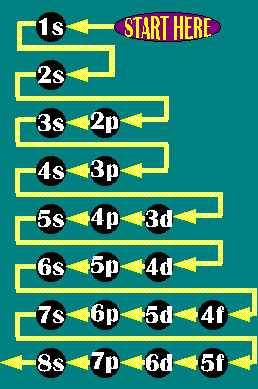 1s START HERE
2s
3s 2p
4s 3p
5s 4p 3d
6s 5p 4d
7s 6p 5d 4f
8s 7p 6d 5f